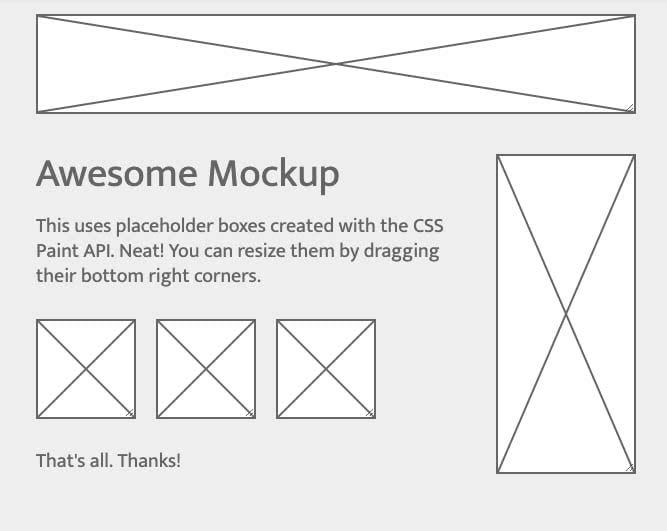 Awesome Mockup
This uses placeholder boxes created with the CSS
Paint API. Neat! You can resize them by dragging
their bottom right corners.
That's all. Thanks!